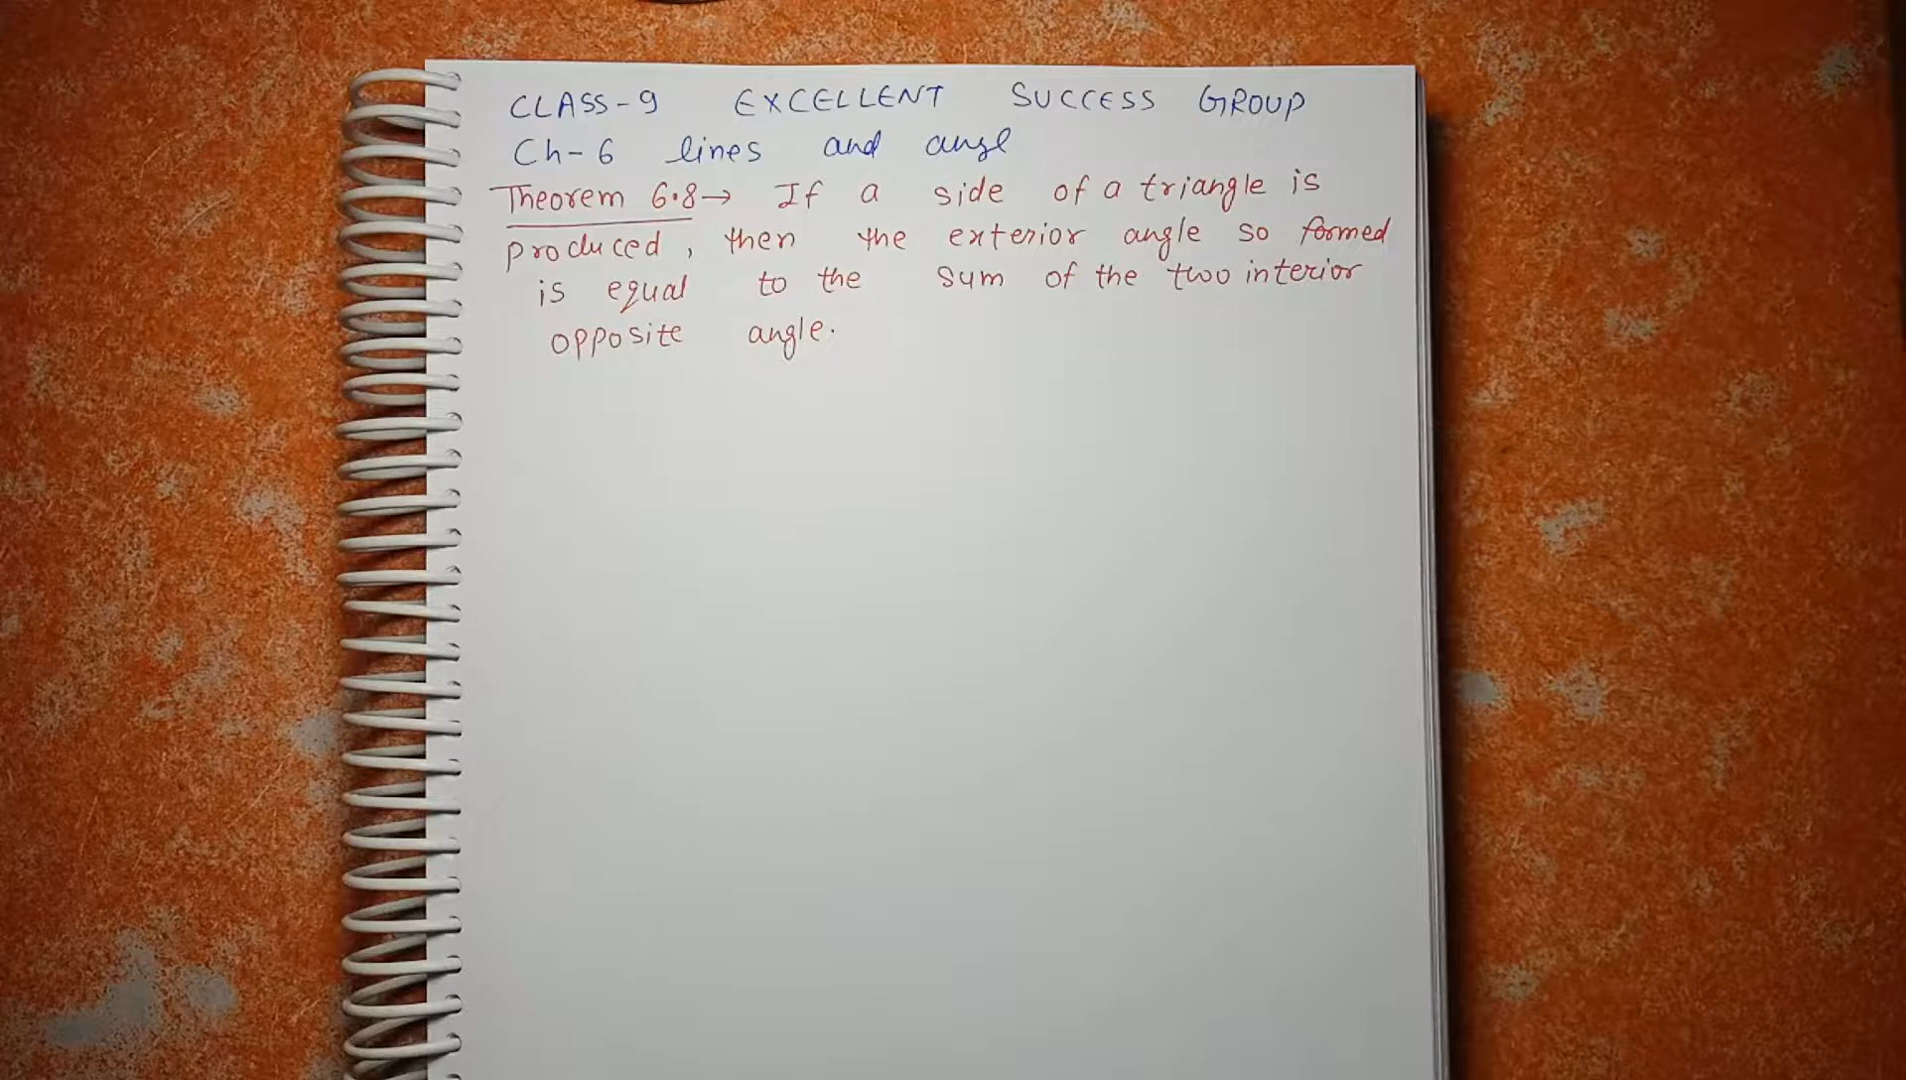 CLASS-9 EXCELLENT SUCCESS GROUP
Ch-6 lines and angl
Theorem 6.8→ If a side of a triangle is
produced, then the exterior angle so formed
is equal to the sum of the two interior
opposite angle.